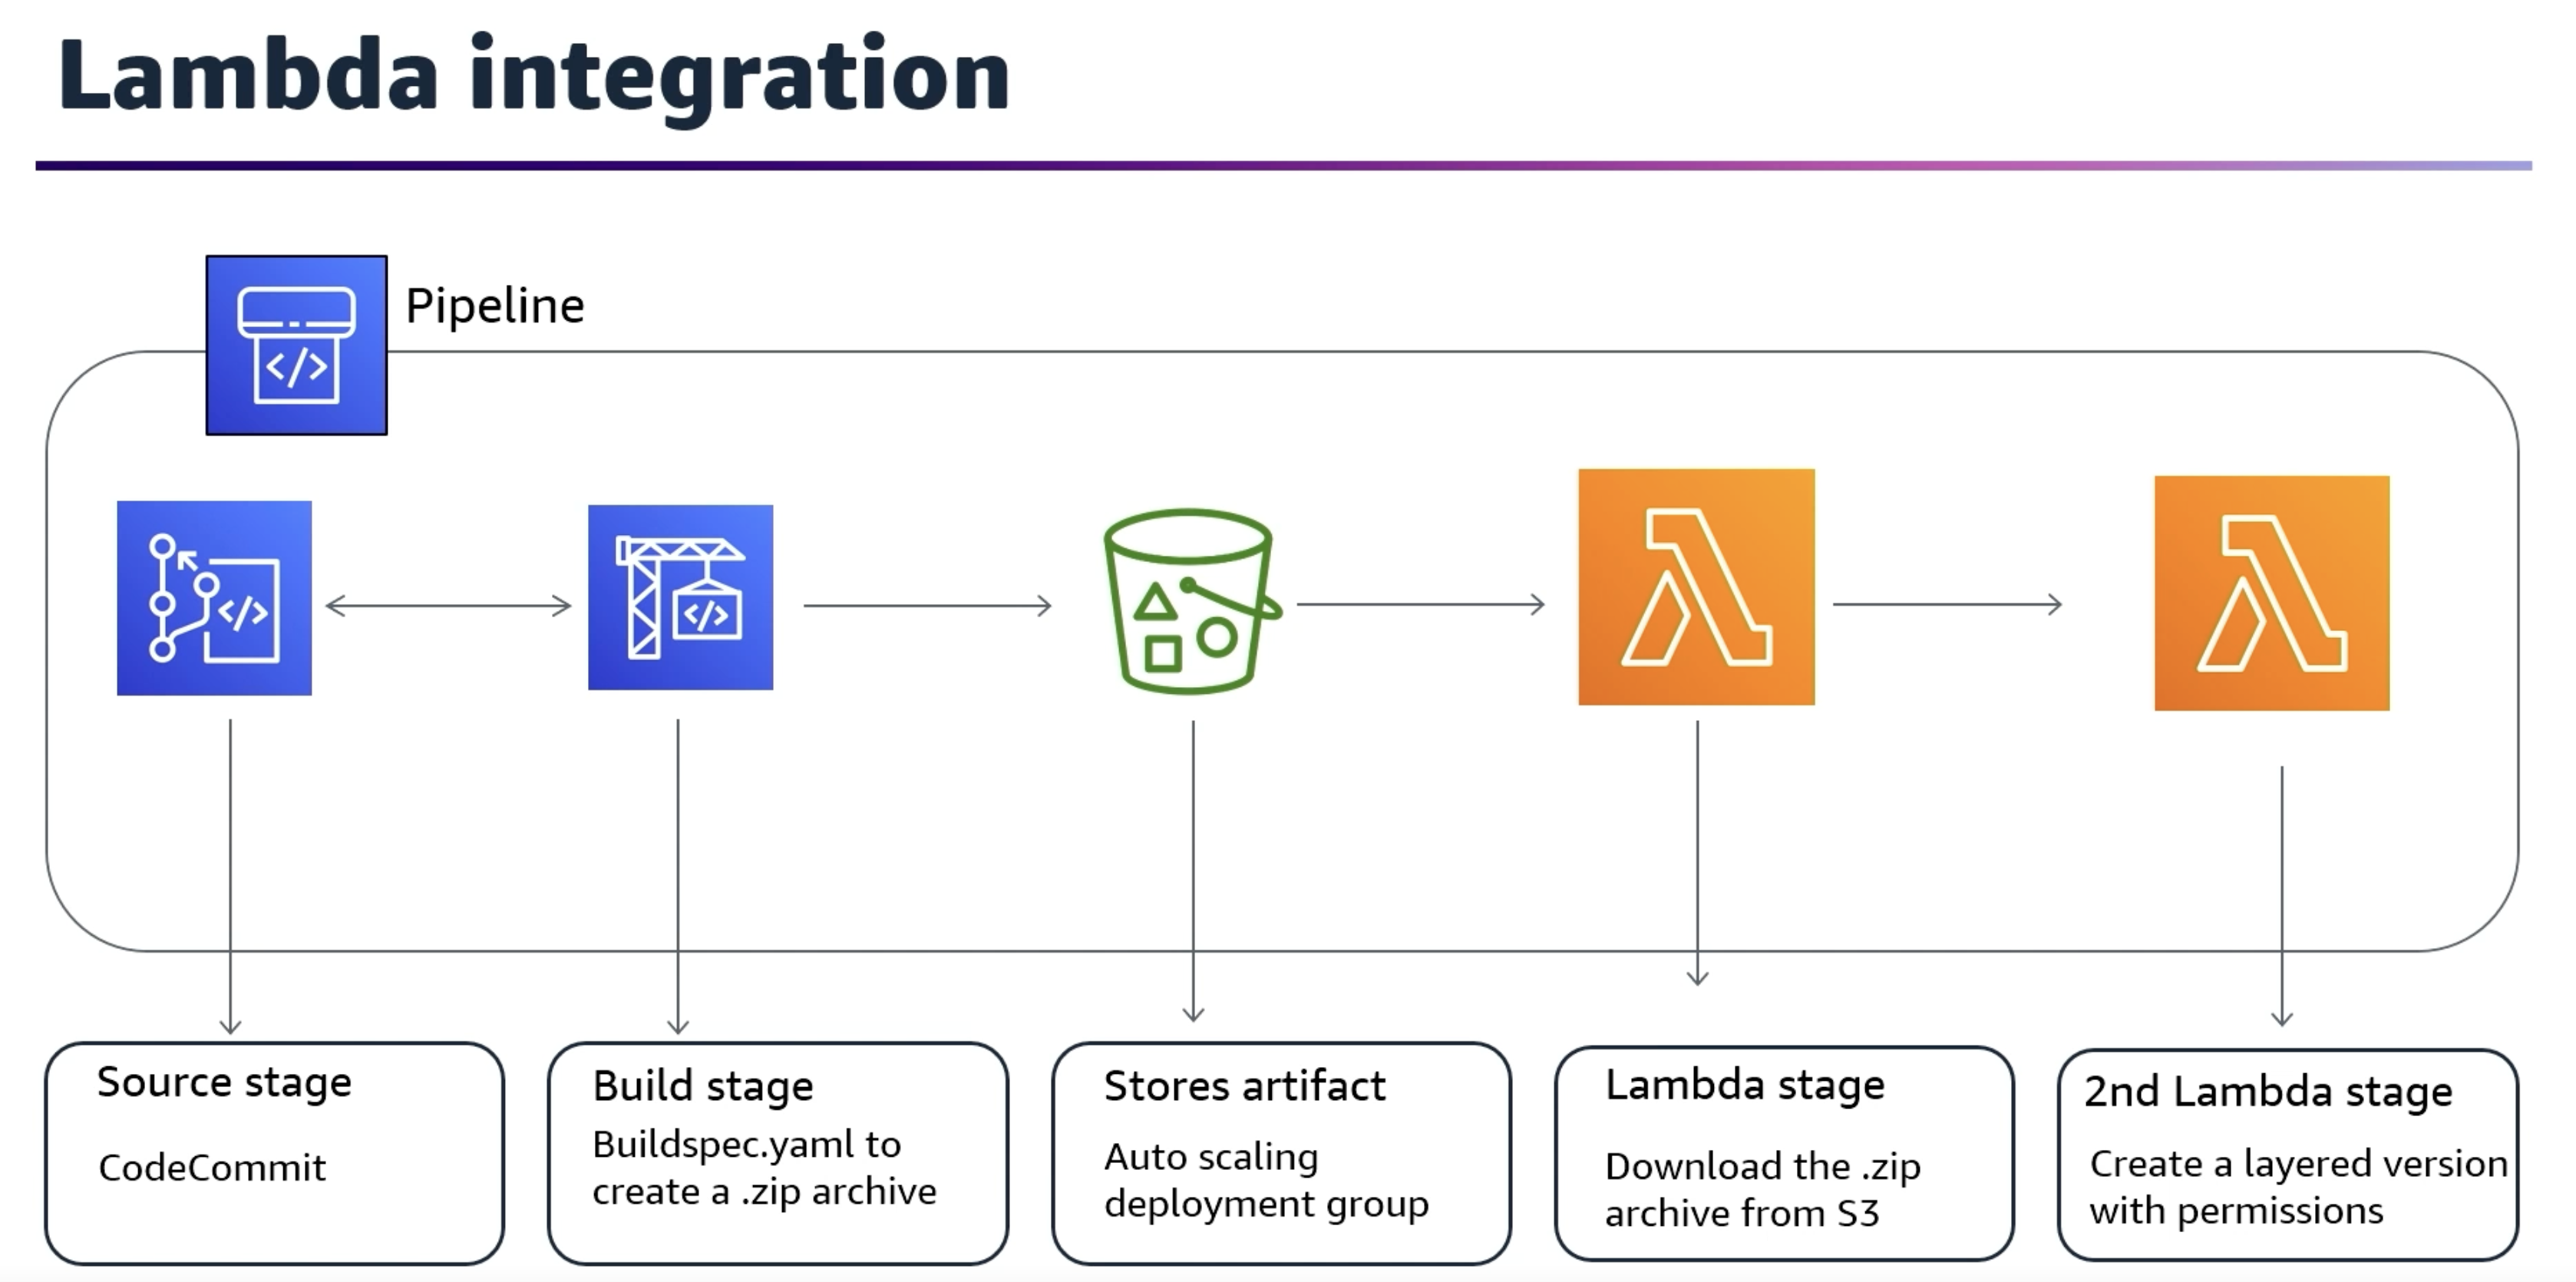 Lambda integration
Pipeline
</>
</>
</>
Source stage
CodeCommit
Build stage
Buildspec.yaml to
create a .zip archive
Stores artifact
Auto scaling
deployment group
Lambda stage
Download the .zip
archive from S3
2nd Lambda stage
Create a layered version
with permissions